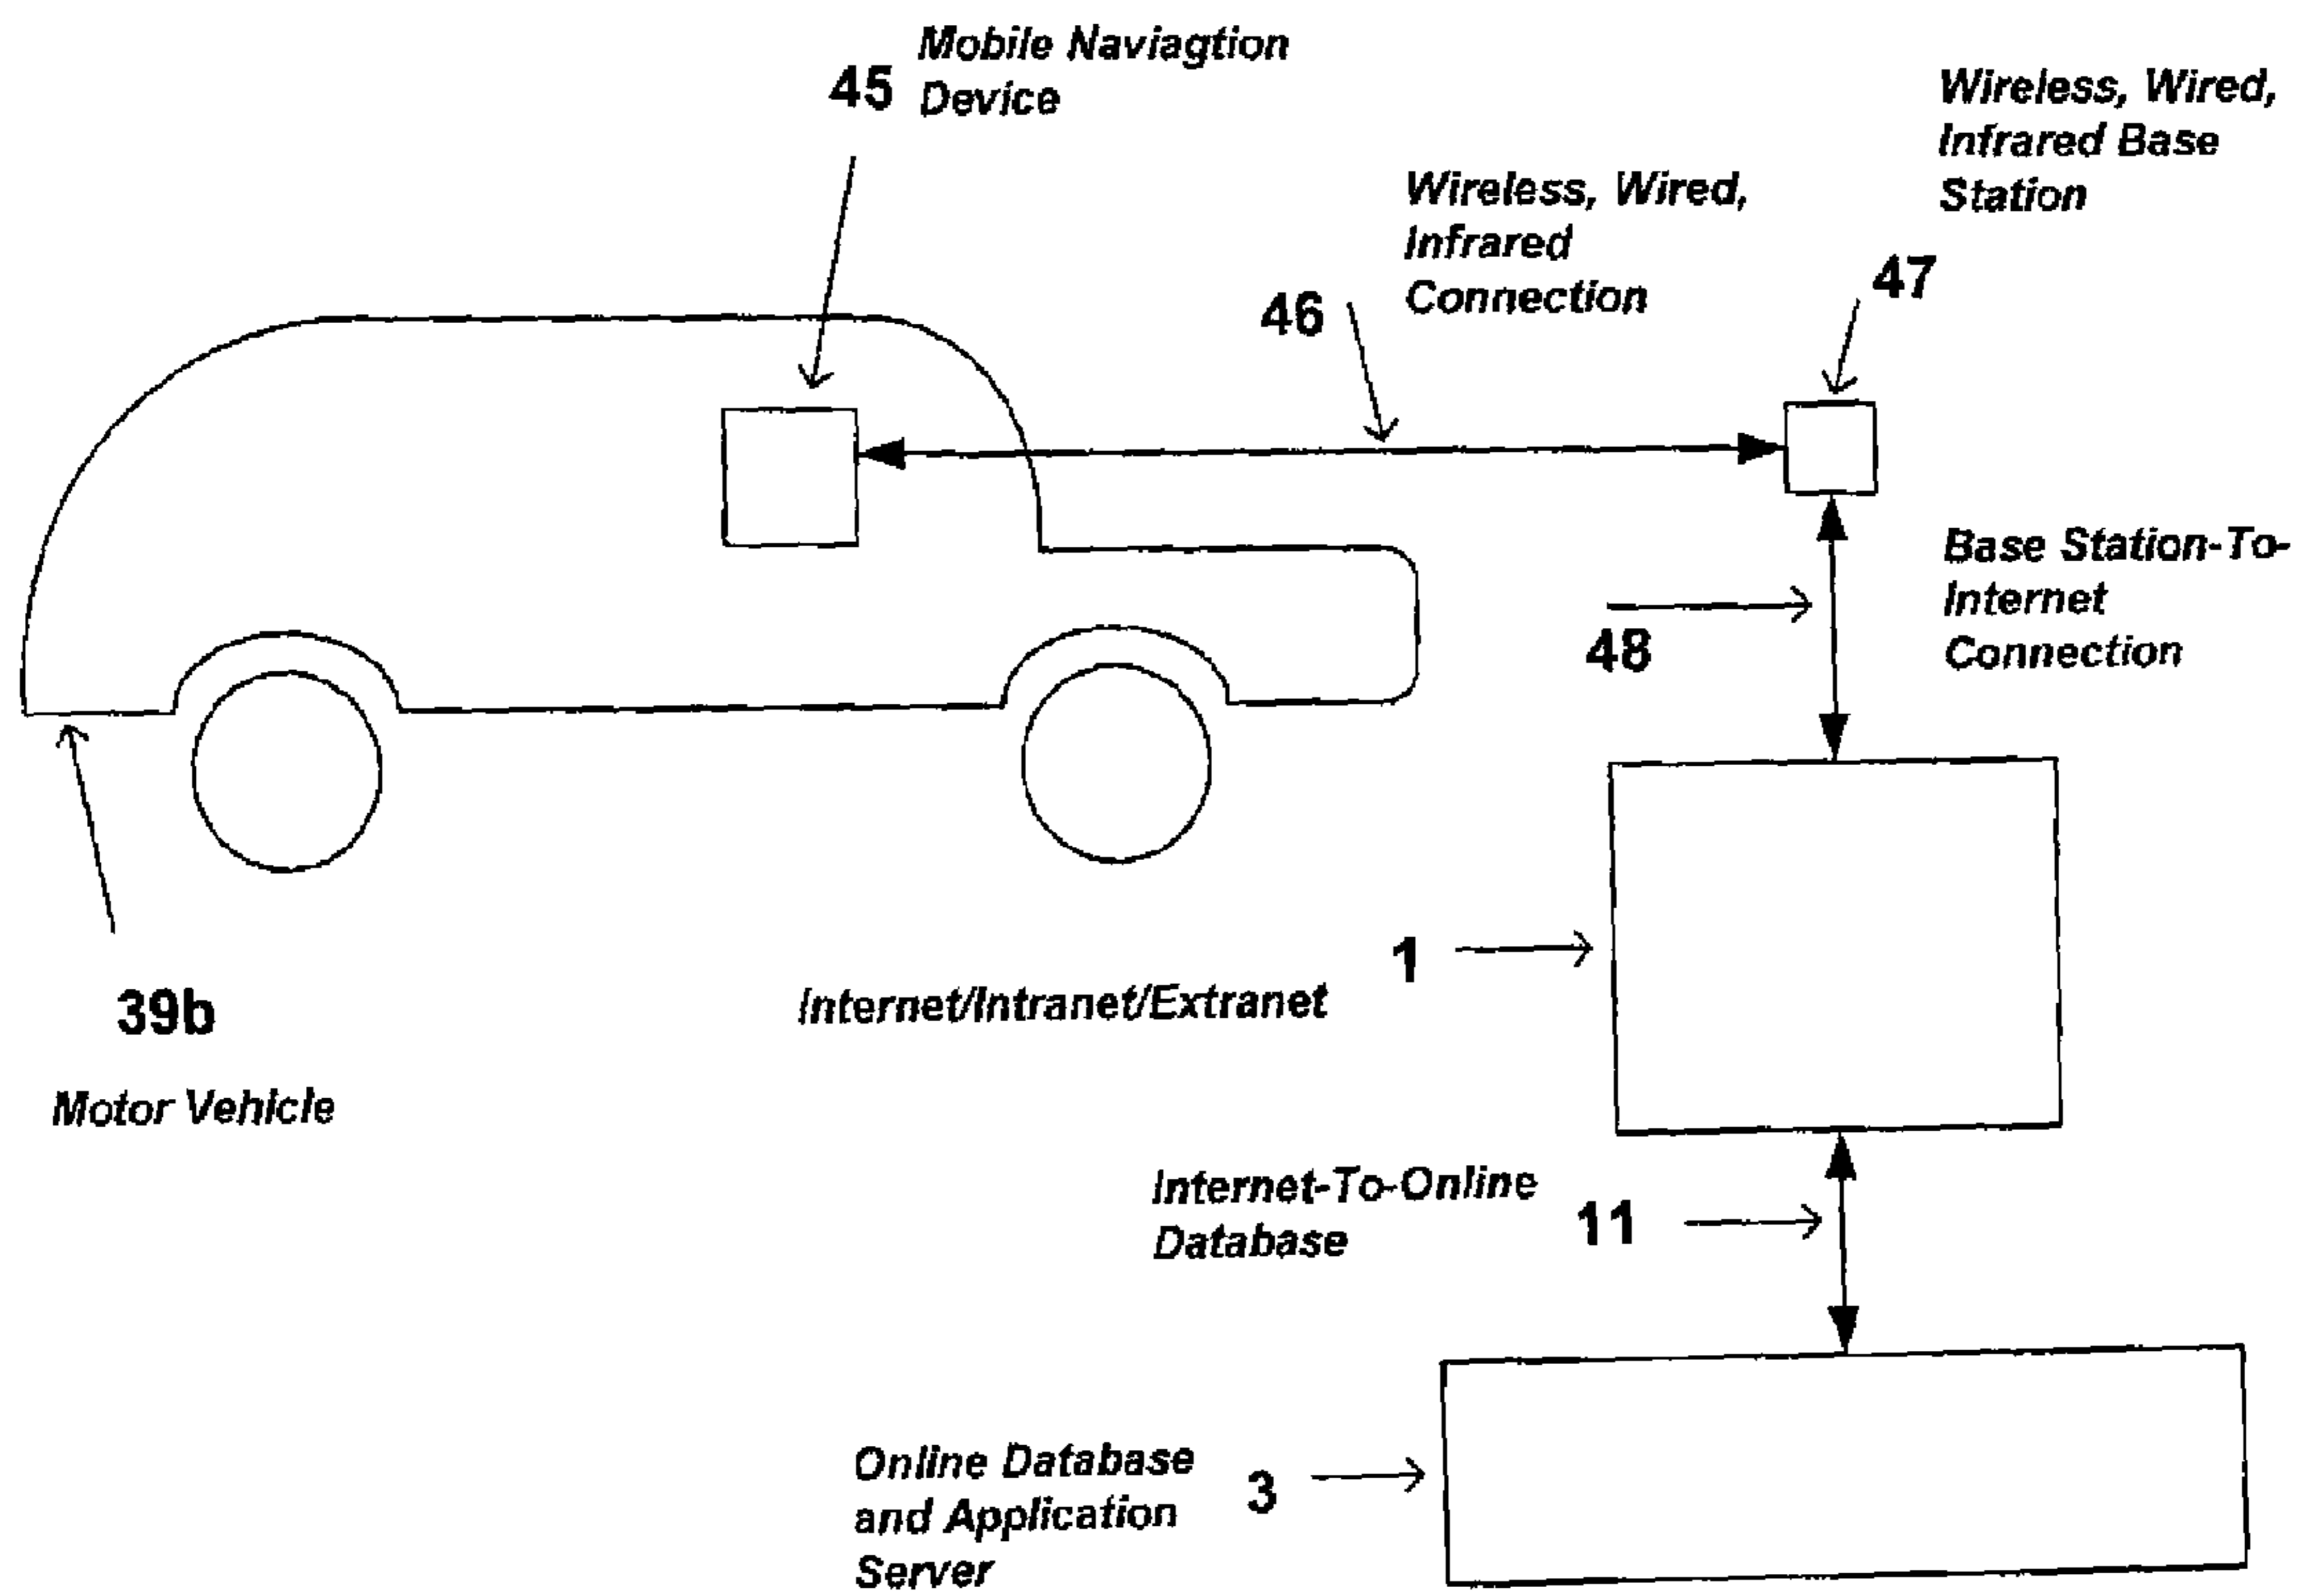 Mobile Naviagtion
45 Device
Wireless, Wired,
Infrared Base
Station
47
Wireless, Wired,
Infrared
Connection
46
Base Station-To-
Internet
Connection
48
1
Internet/Intranet/Extranet
39b
Motor Vehicle
Internet-To-Online
Database
11
Online Database
and Application
Server
3